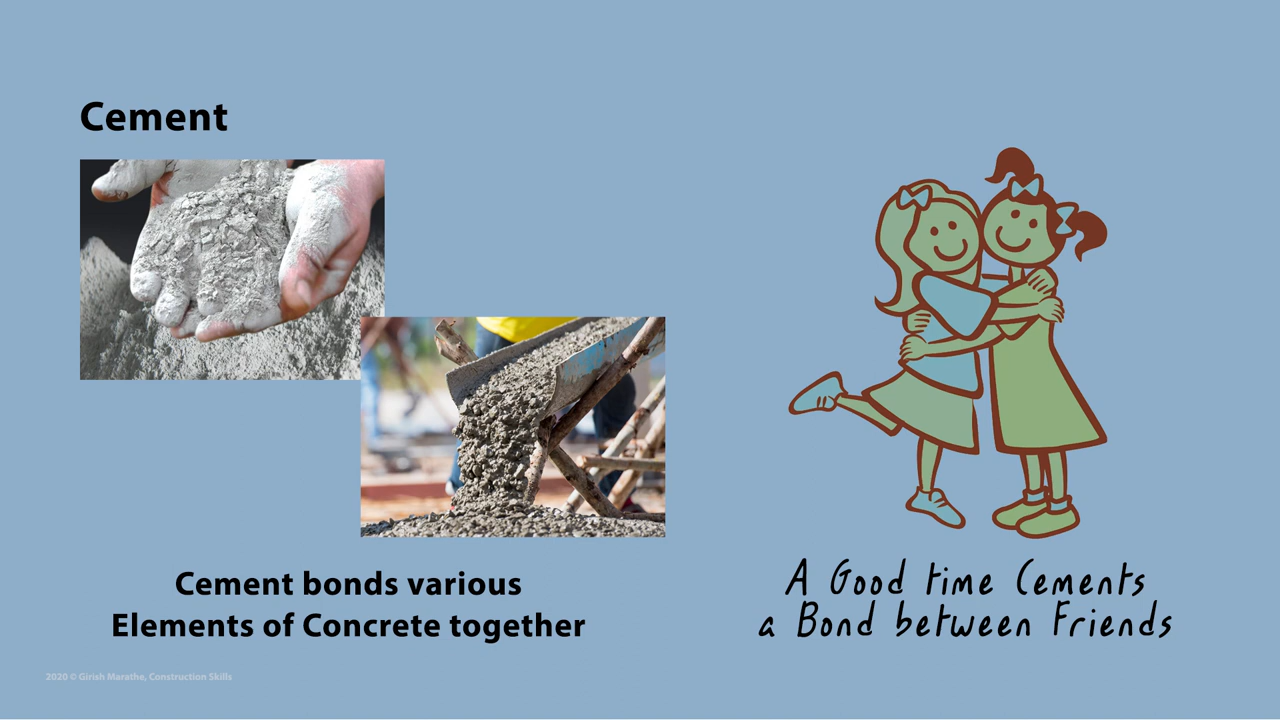 Cement
Cement bonds various
Elements of Concrete together
A Good time Cements
a Bond between Friends
2020 © Girish Marathe, Construction Skills